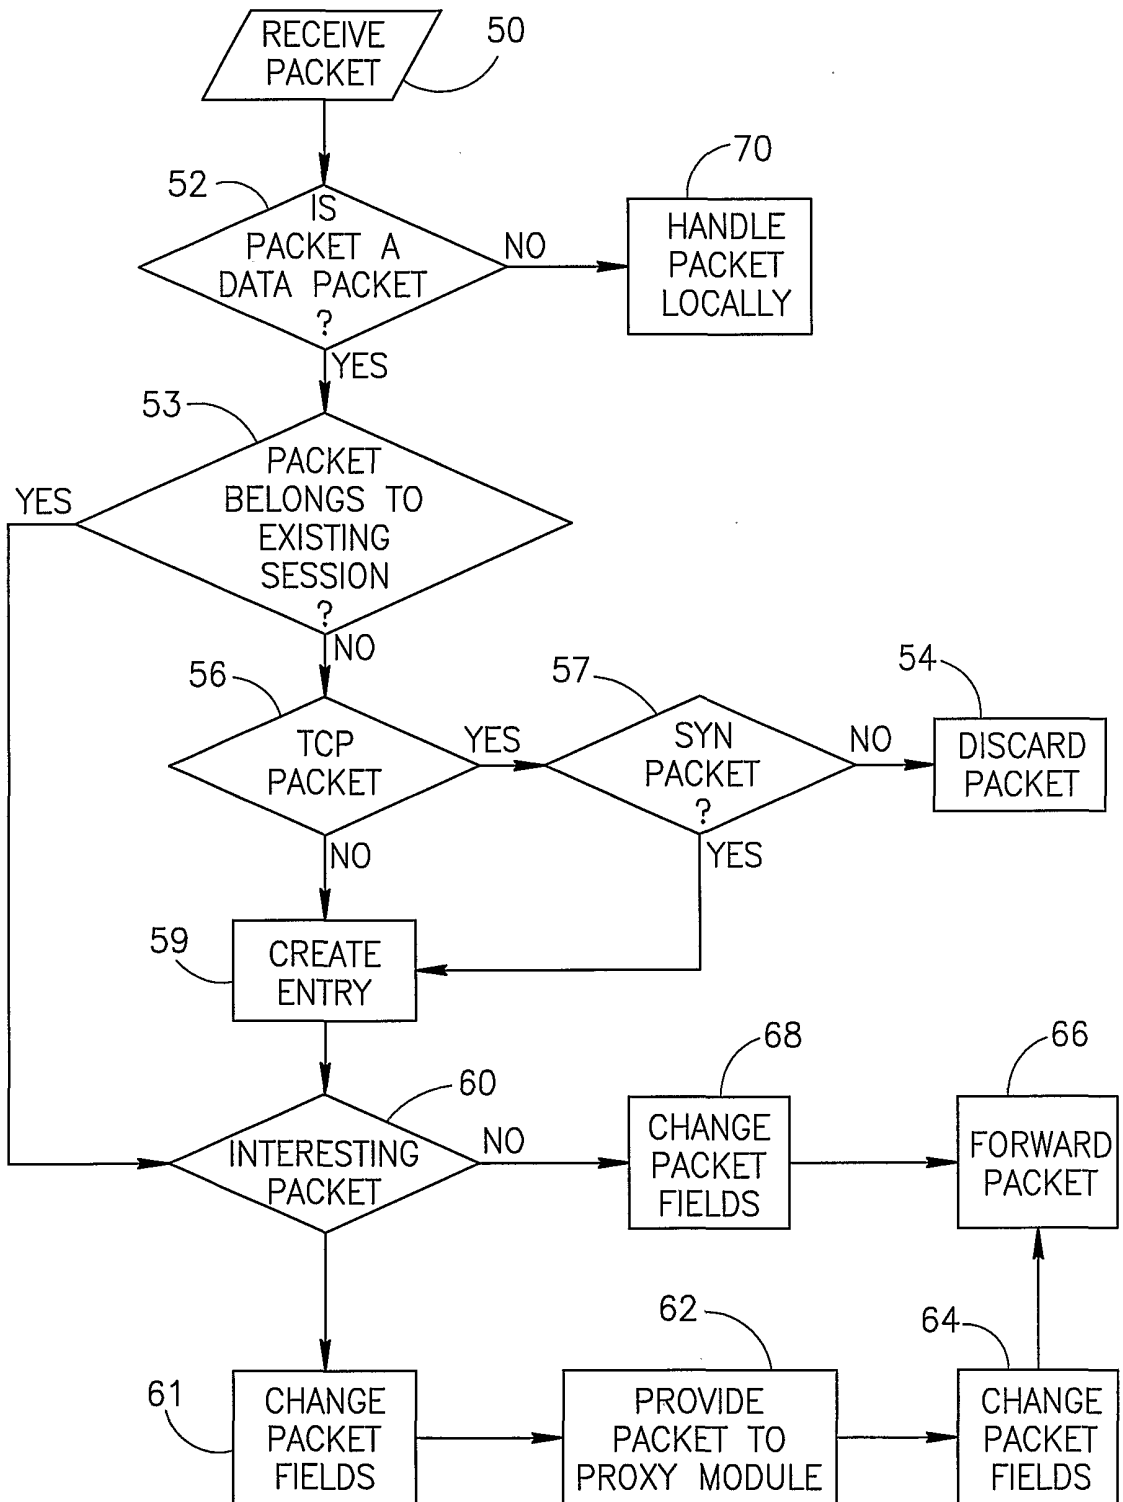 RECEIVE
PACKET
50
52
IS
PACKET A
DATA PACKET
?
NO
70
HANDLE
PACKET
LOCALLY
YES
53
PACKET
BELONGS TO
EXISTING
SESSION
?
YES
NO
56
TCP
PACKET
YES
57
SYN
PACKET
?
NO
54
DISCARD
PACKET
NO
YES
59
CREATE
ENTRY
60
INTERESTING
PACKET
NO
68
CHANGE
PACKET
FIELDS
66
FORWARD
PACKET
61
CHANGE
PACKET
FIELDS
62
PROVIDE
PACKET TO
PROXY MODULE
64
CHANGE
PACKET
FIELDS